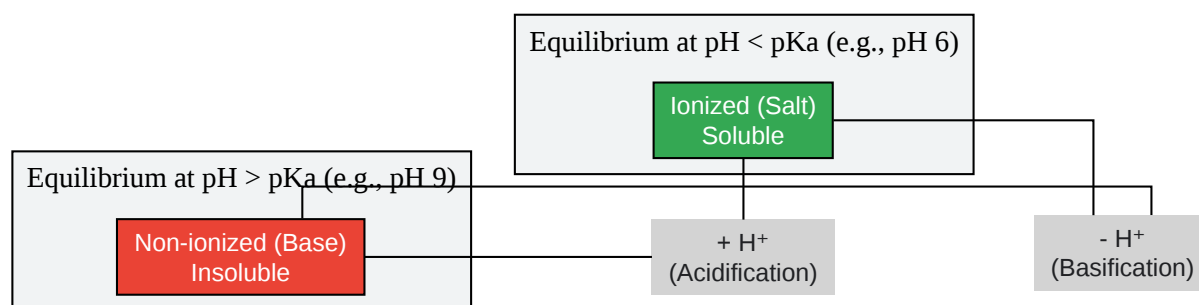 Equilibrium at pH < pKa (e.g., pH 6)
Ionized (Salt)
Soluble
Equilibrium at pH > pKa (e.g., pH 9)
Non-ionized (Base)
Insoluble
+ H⁺
(Acidification)
- H⁺
(Basification)